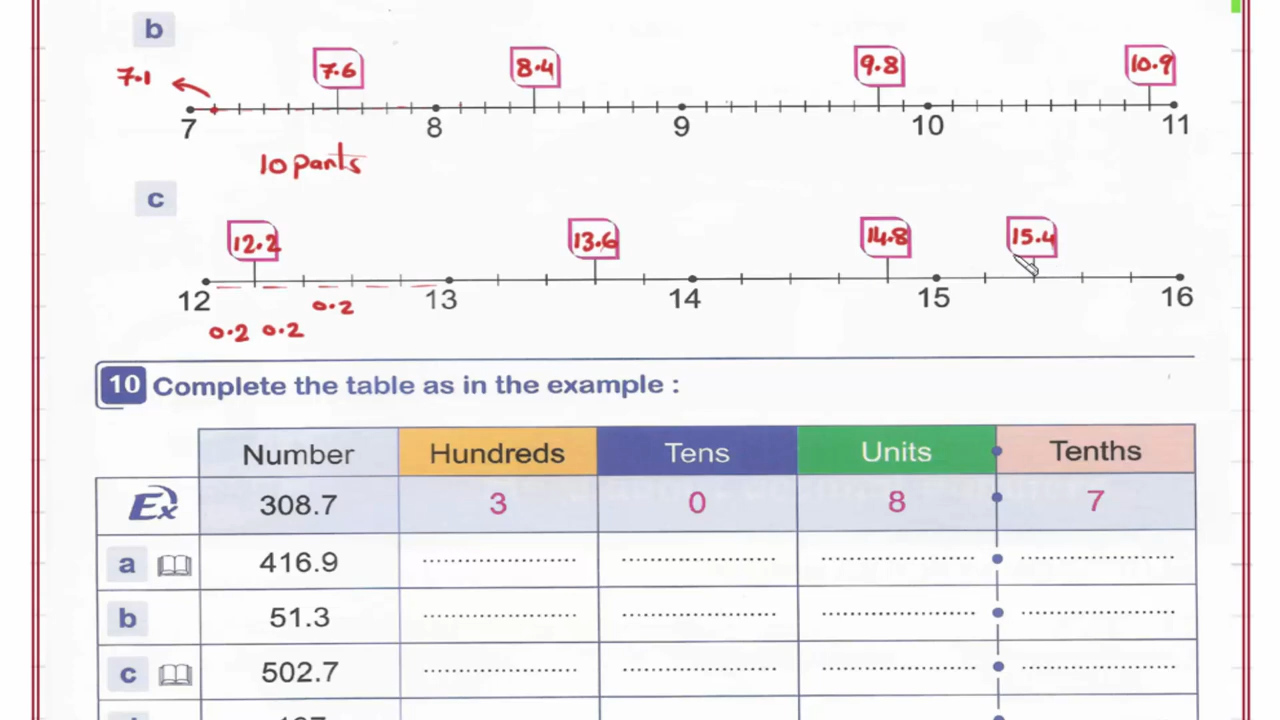 b
7.1 7.6 8.4 9.8 10.9
7 8 9 10 11
10 parts
c
12.2 13.6 14.8 15.4
12 13 14 15 16
0.2
0.2 0.2
10 Complete the table as in the example :
Number Hundreds Tens Units Tenths
Ex 308.7 3 0 8 7
a 416.9
b 51.3
c 502.7